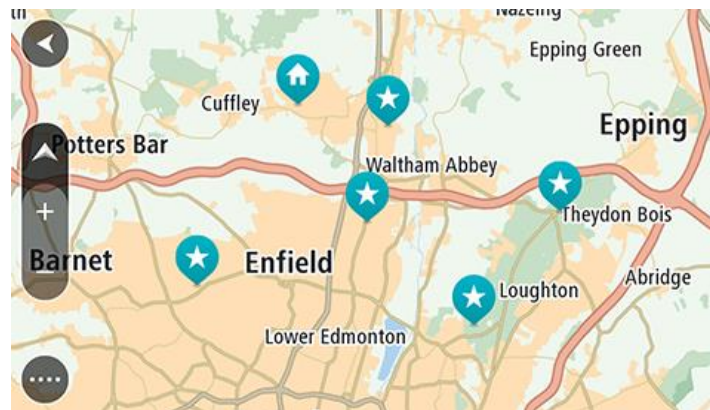 Nazeing
Epping Green
Cuffley
Epping
Potters Bar
Waltham Abbey
Theydon Bois
Barnet
Enfield
Abridge
Loughton
Lower Edmonton